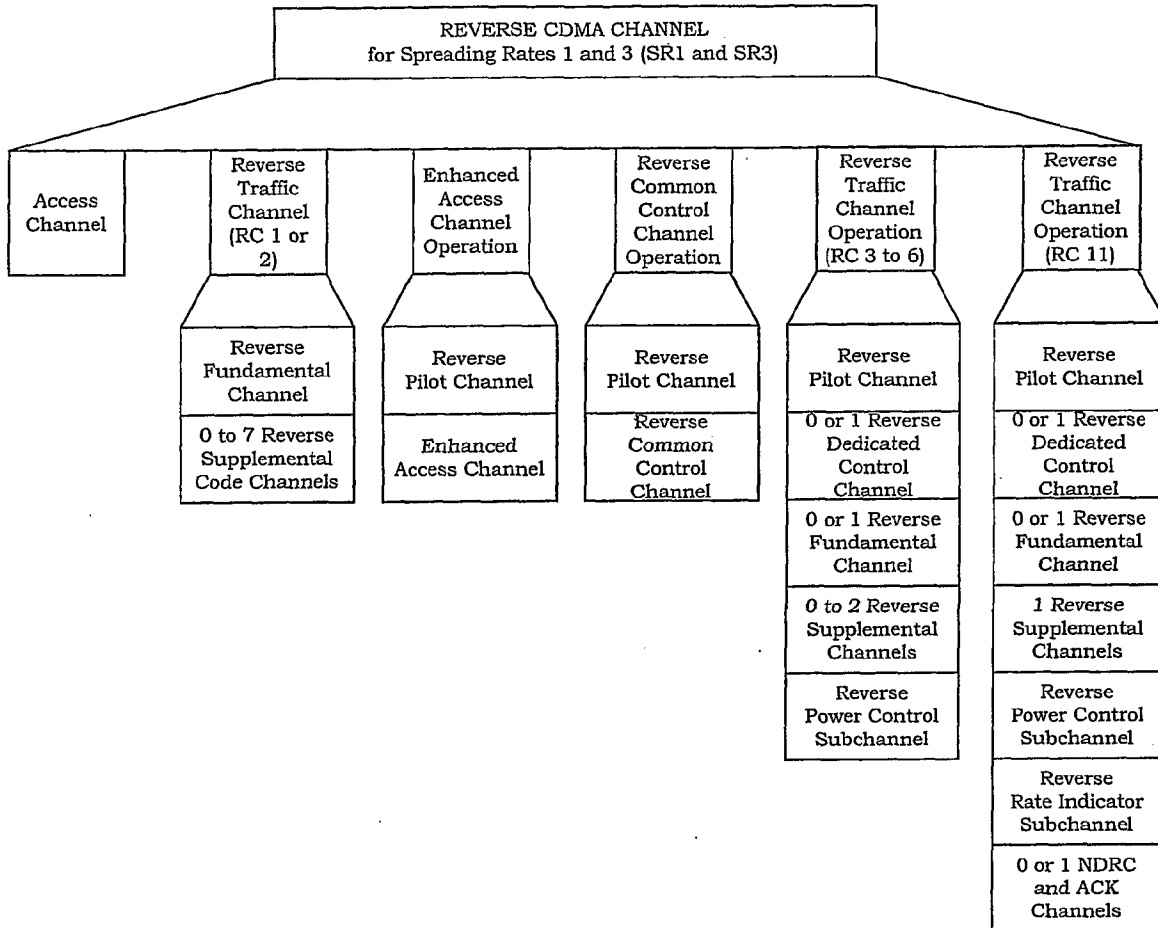 REVERSE CDMA CHANNEL
for Spreading Rates 1 and 3 (SR1 and SR3)
Access
Channel
Reverse
Traffic
Channel
(RC 1 or
2)
Enhanced
Access
Channel
Operation
Reverse
Common
Control
Channel
Operation
Reverse
Traffic
Channel
Operation
(RC 3 to 6)
Reverse
Traffic
Channel
Operation
(RC 11)
Reverse
Fundamental
Channel
0 to 7 Reverse
Supplemental
Code Channels
Reverse
Pilot Channel
Enhanced
Access Channel
Reverse
Pilot Channel
Reverse
Common
Control
Channel
Reverse
Pilot Channel
0 or 1 Reverse
Dedicated
Control
Channel
0 or 1 Reverse
Fundamental
Channel
0 to 2 Reverse
Supplemental
Channels
Reverse
Power Control
Subchannel
Reverse
Pilot Channel
0 or 1 Reverse
Dedicated
Control
Channel
0 or 1 Reverse
Fundamental
Channel
1 Reverse
Supplemental
Channels
Reverse
Power Control
Subchannel
Reverse
Rate Indicator
Subchannel
0 or 1 NDRC
and ACK
Channels